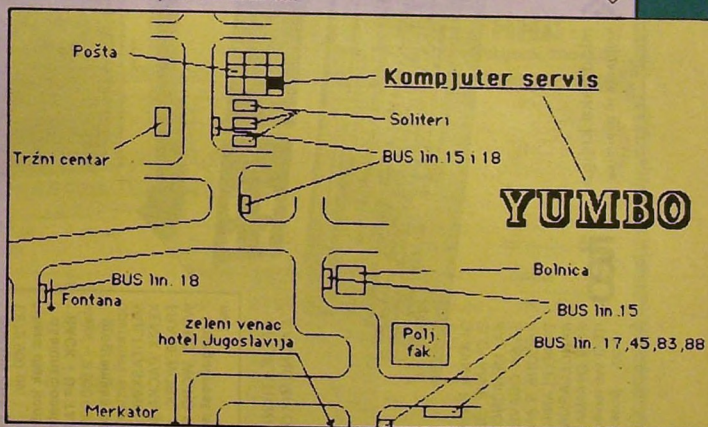 Pošta
Kompjuter servis
Soliteri
Tržni centar
BUS lin.15 i 18
YUMBO
BUS lin. 18
Fontana
Bolnica
BUS lin.15
zeleni venac
hotel Jugoslavija
Polj.
fak.
BUS lin. 17,45,83,88
Merkator